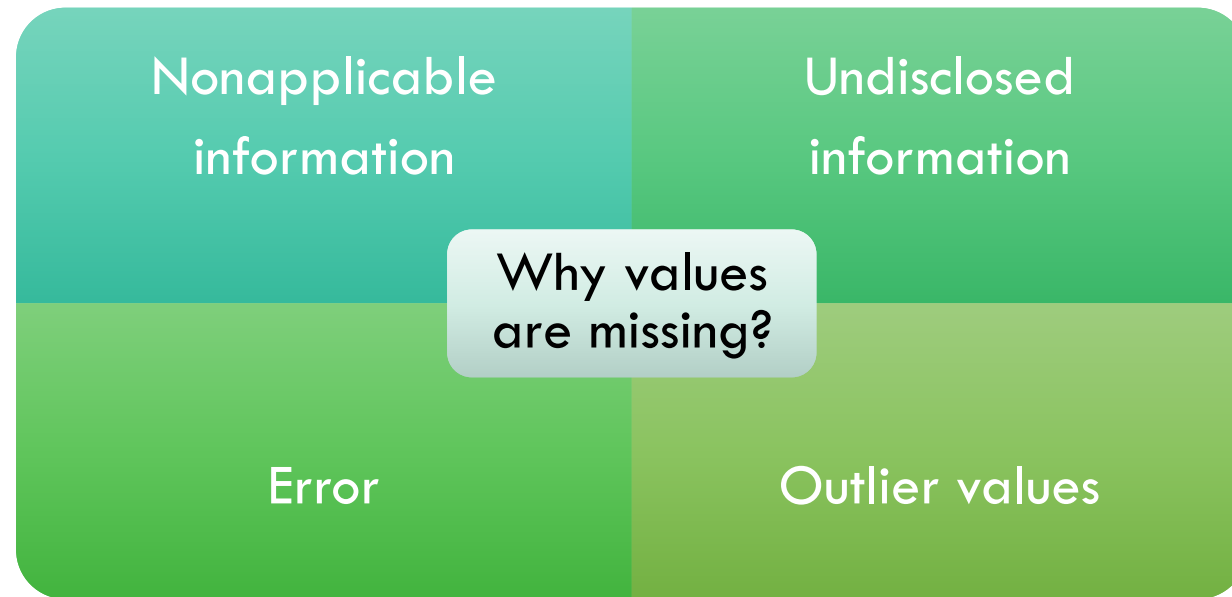 Nonapplicable
information
Undisclosed
information
Why values
are missing?
Error
Outlier values